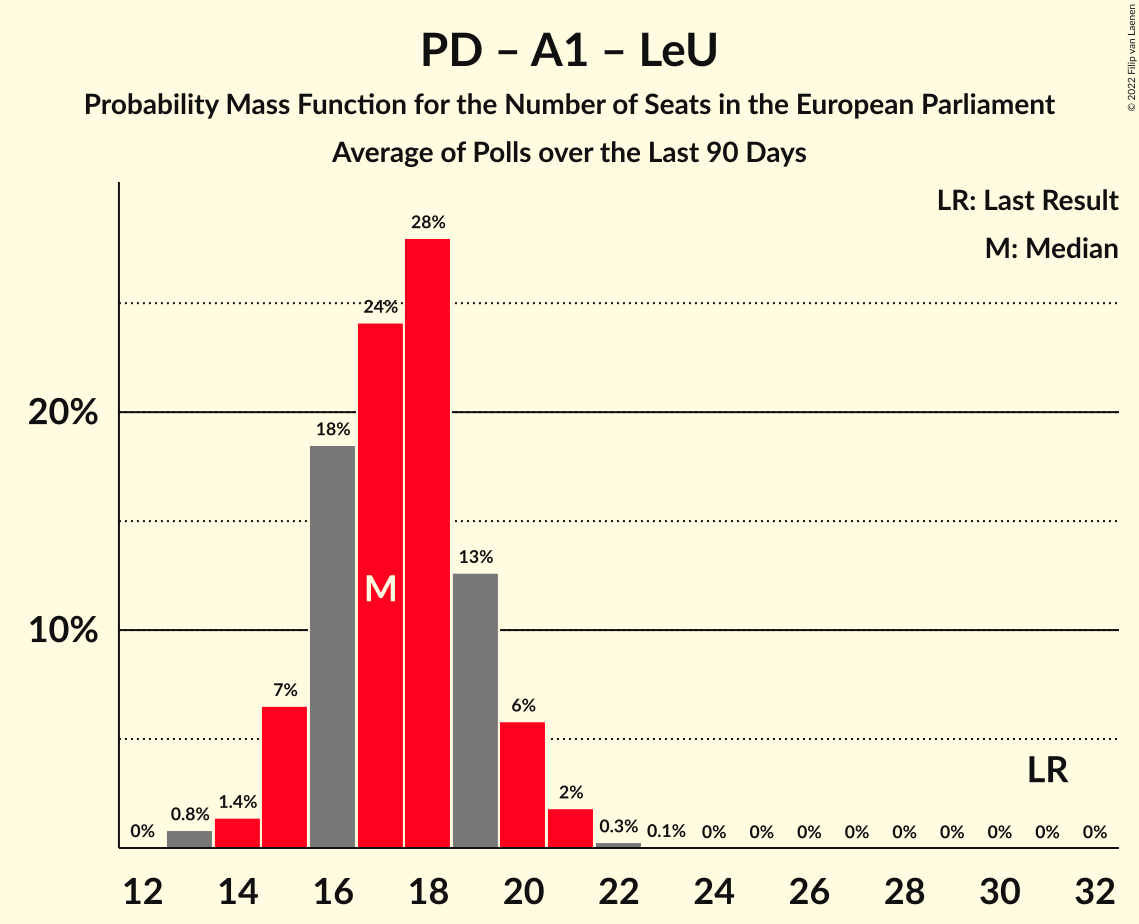 PD – A1 – LeU
Probability Mass Function for the Number of Seats in the European Parliament
Average of Polls over the Last 90 Days
© 2022 Filip van Laenen
LR: Last Result
M: Median
28%
24%
20%
18%
13%
M
10%
7%
6%
LR
0% 0.8% 1.4% 2% 0.3% 0.1% 0% 0% 0% 0% 0% 0% 0% 0% 0%
12 14 16 18 20 22 24 26 28 30 32